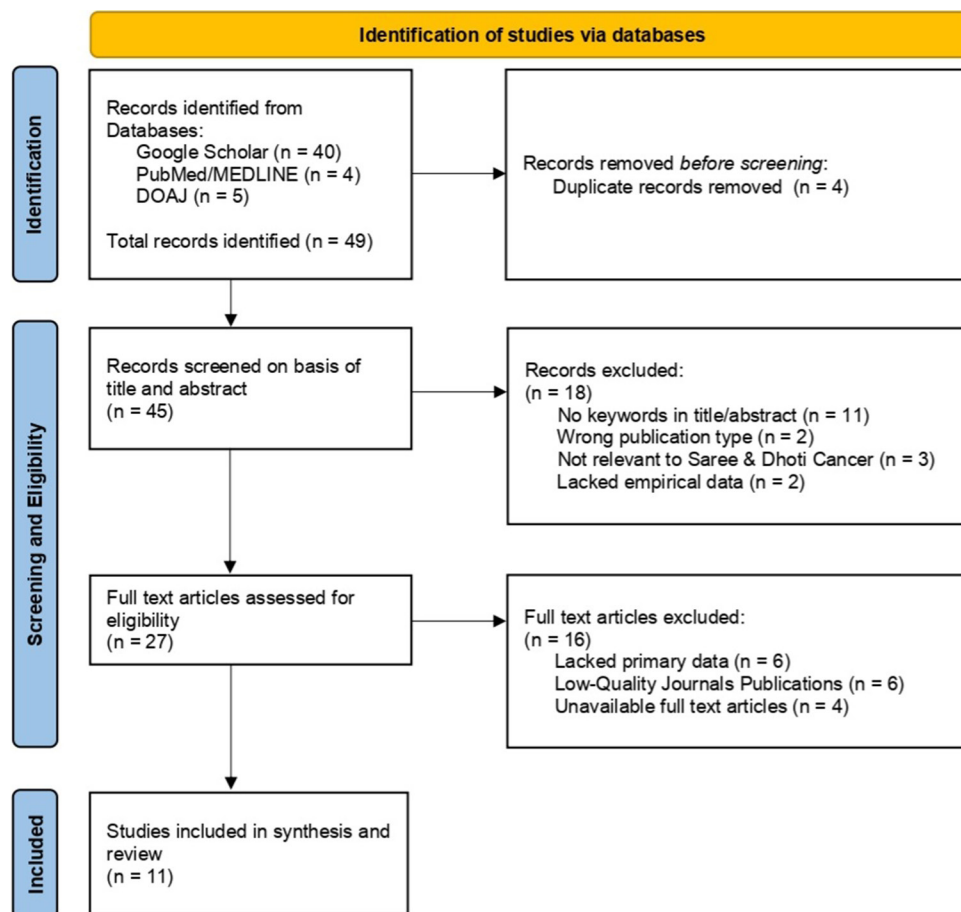 Identification of studies via databases
Identification
Records identified from
Databases:
Google Scholar (n = 40)
PubMed/MEDLINE (n = 4)
DOAJ (n = 5)
Total records identified (n = 49)
Records removed before screening:
Duplicate records removed (n = 4)
Screening and Eligibility
Records screened on basis of
title and abstract
(n = 45)
Records excluded:
(n = 18)
No keywords in title/abstract (n = 11)
Wrong publication type (n = 2)
Not relevant to Saree & Dhoti Cancer (n = 3)
Lacked empirical data (n = 2)
Full text articles assessed for
eligibility
(n = 27)
Full text articles excluded:
(n = 16)
Lacked primary data (n = 6)
Low-Quality Journals Publications (n = 6)
Unavailable full text articles (n = 4)
Included
Studies included in synthesis and
review
(n = 11)